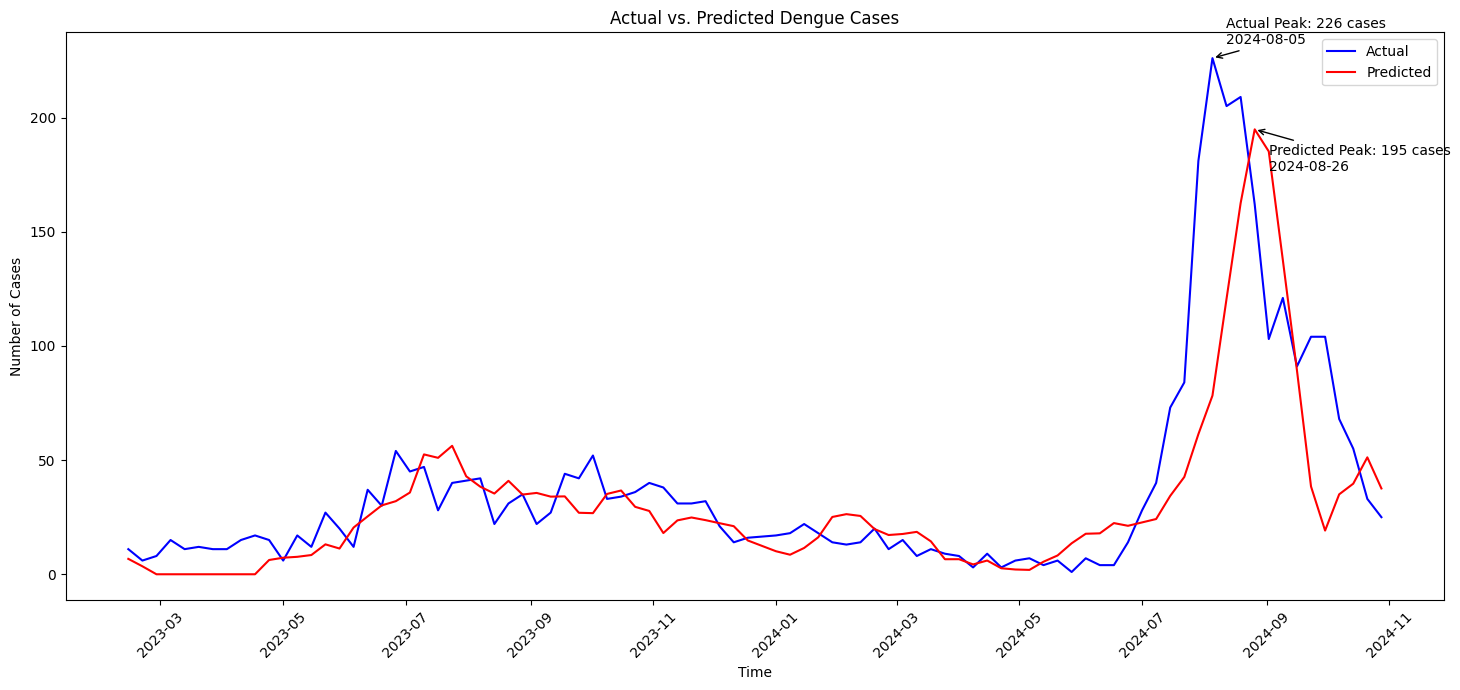 Actual vs. Predicted Dengue Cases
Actual Peak: 226 cases
2024-08-05
Actual
Predicted
Predicted Peak: 195 cases
2024-08-26
Number of Cases
200
150
100
50
0
2023-03
2023-05
2023-07
2023-09
2023-11
2024-01
2024-03
2024-05
2024-07
2024-09
2024-11
Time